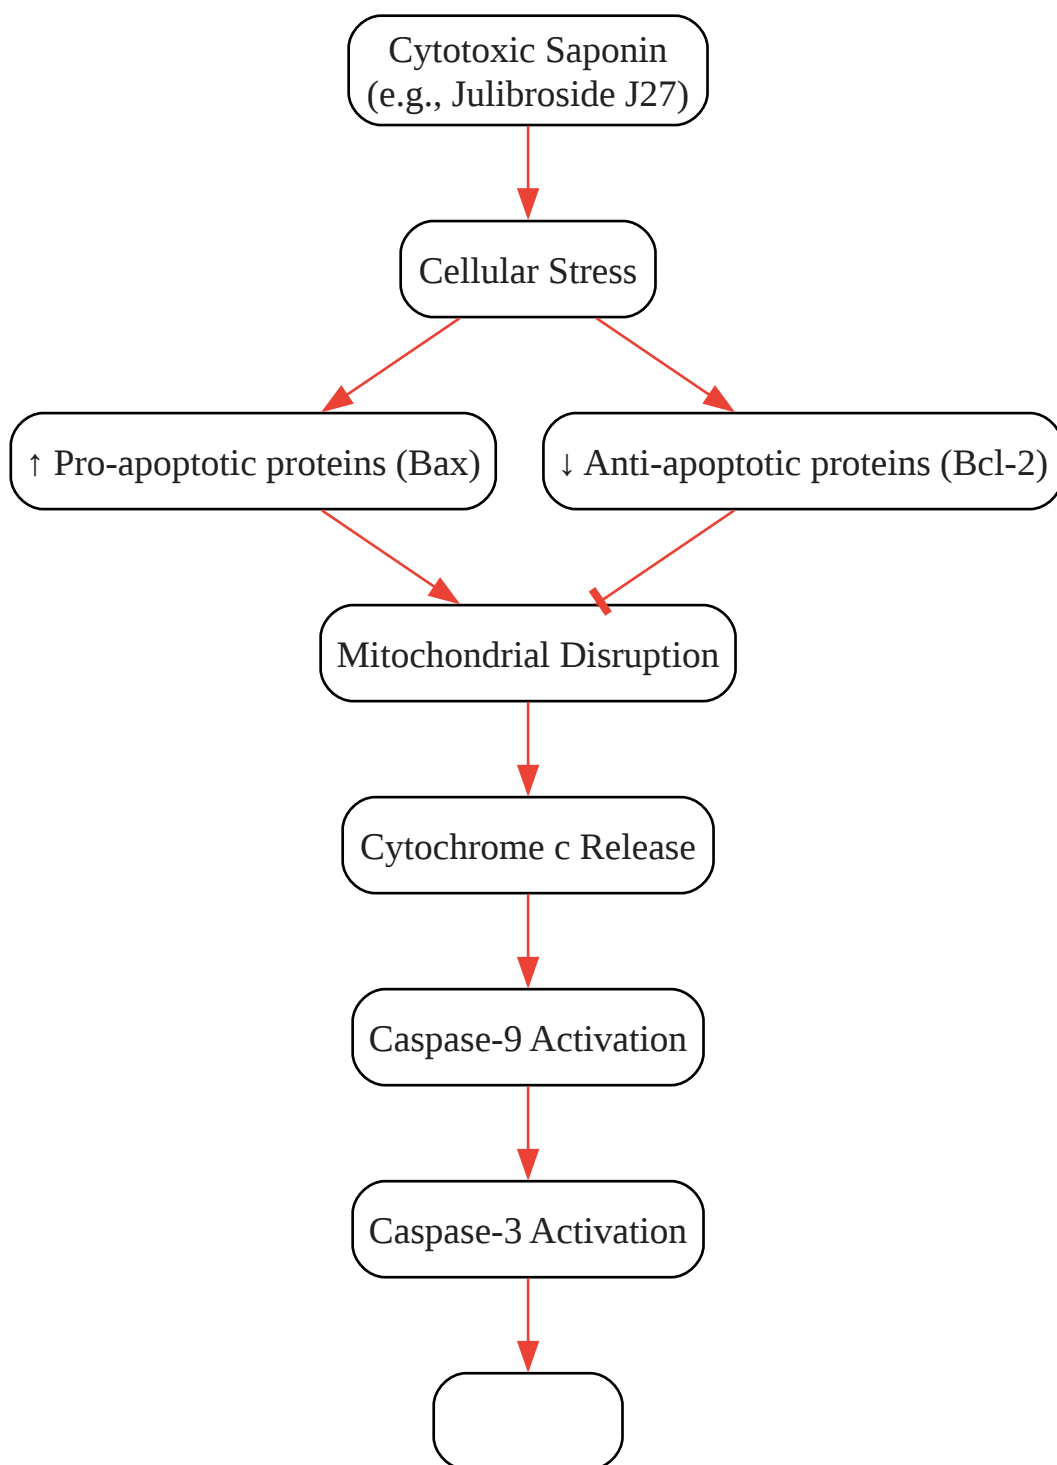 Cytotoxic Saponin
(e.g., Julibroside J27)
Cellular Stress
↑ Pro-apoptotic proteins (Bax)
↓ Anti-apoptotic proteins (Bcl-2)
Mitochondrial Disruption
Cytochrome c Release
Caspase-9 Activation
Caspase-3 Activation